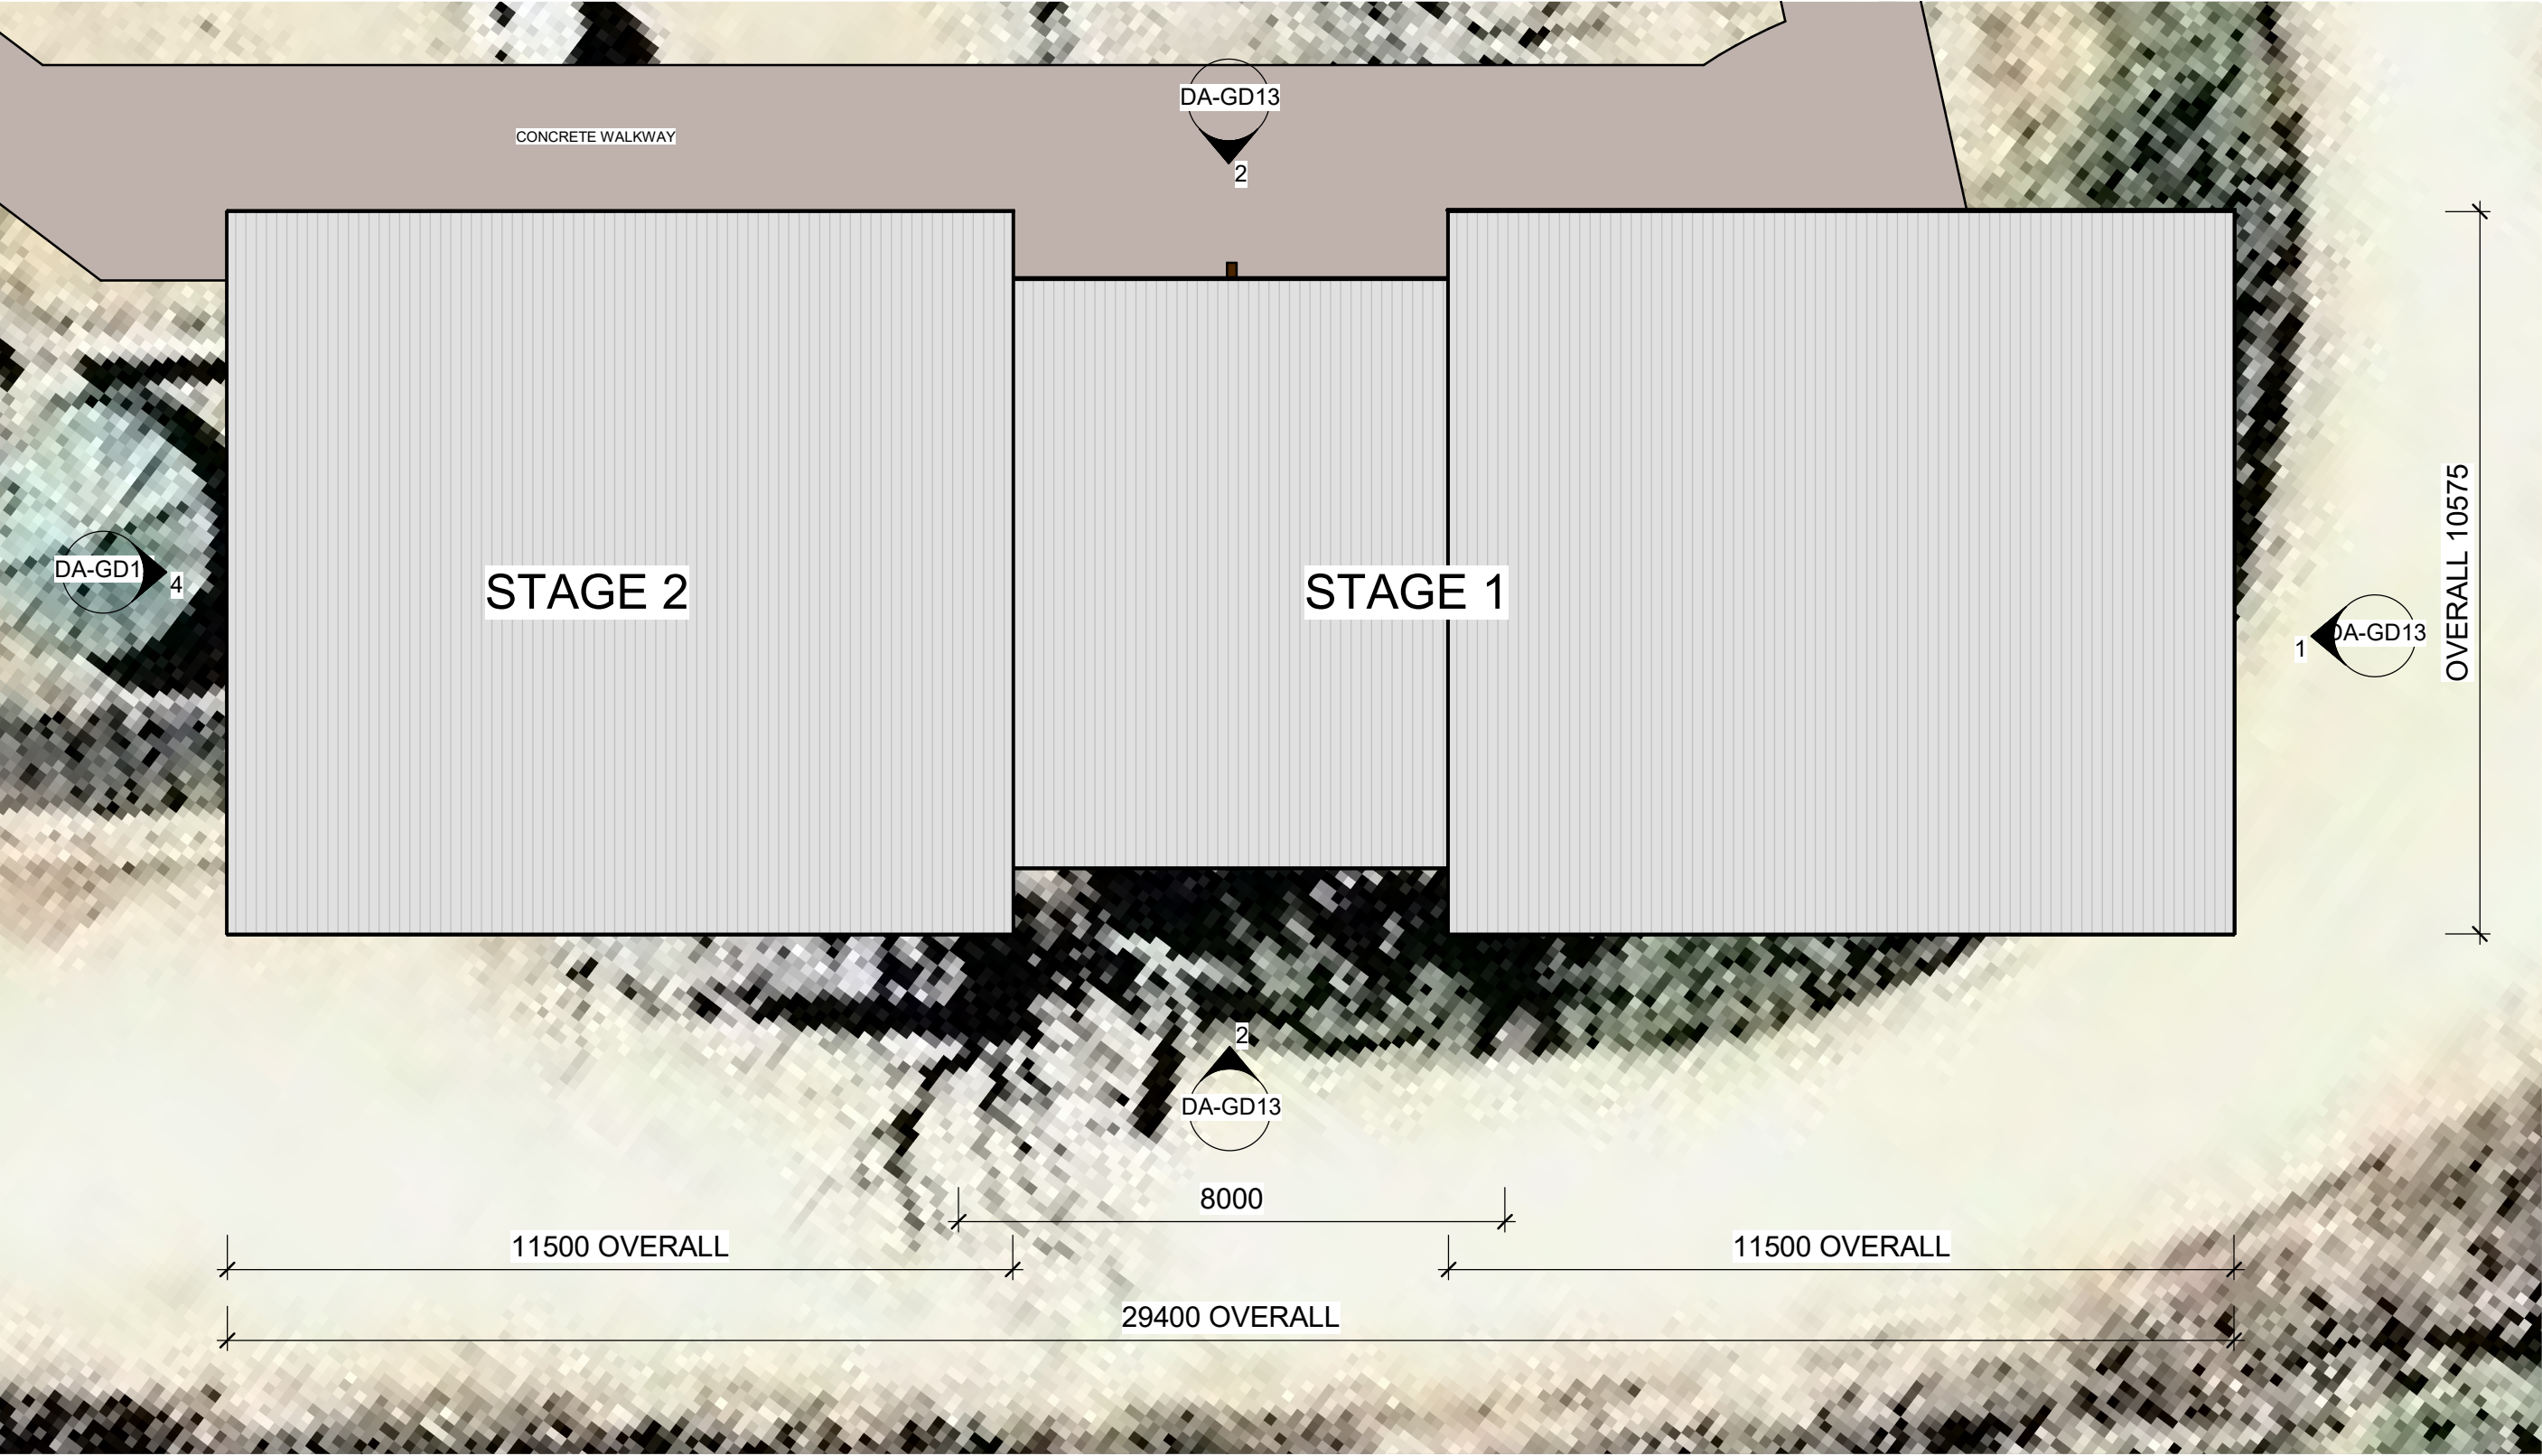 DA-GD13
CONCRETE WALKWAY
2
DA-GD1
4
STAGE 2
STAGE 1
1
DA-GD13
OVERALL 10575
2
DA-GD13
8000
11500 OVERALL
11500 OVERALL
29400 OVERALL